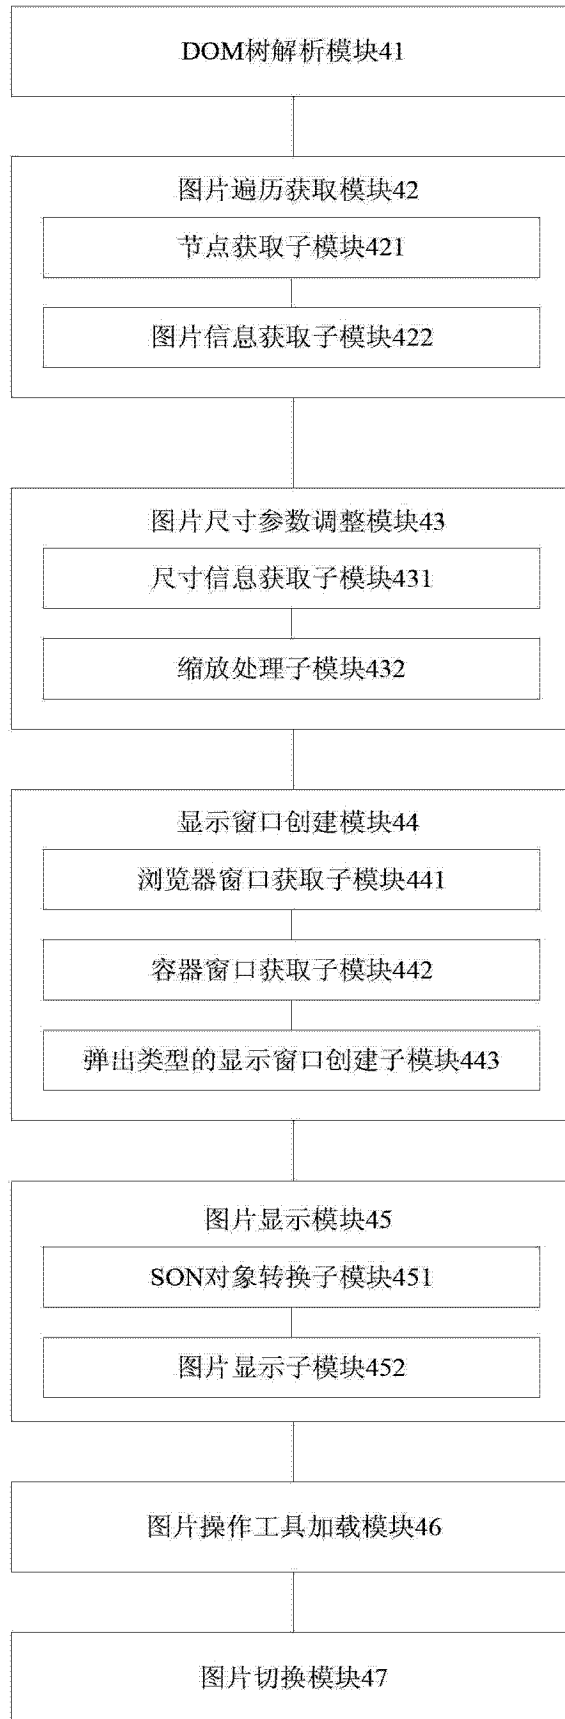 DOM树解析模块41
图片遍历获取模块42
节点获取子模块421
图片信息获取子模块422
图片尺寸参数调整模块43
尺寸信息获取子模块431
缩放处理子模块432
显示窗口创建模块44
浏览器窗口获取子模块441
容器窗口获取子模块442
弹出类型的显示窗口创建子模块443
图片显示模块45
SON对象转换子模块451
图片显示子模块452
图片操作工具加载模块46
图片切换模块47